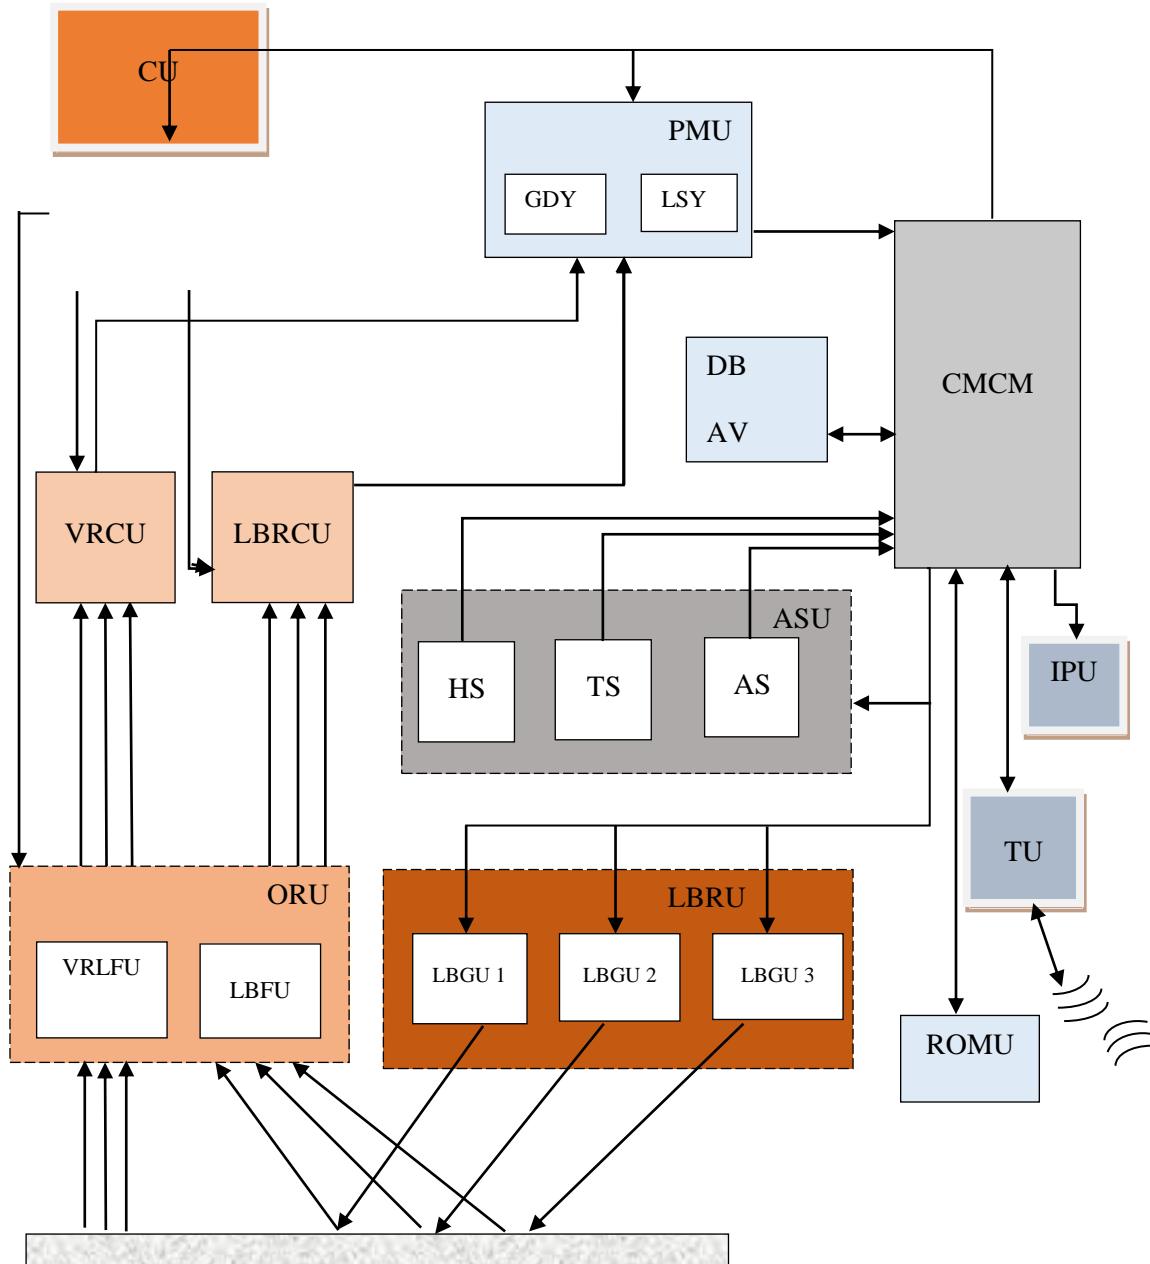 CU
PMU
GDY
LSY
DB
AV
CMCM
VRCU
LBRCU
ASU
HS
TS
AS
IPU
TU
ORU
VRLFU
LBFU
LBRU
LBGU 1
LBGU 2
LBGU 3
ROMU